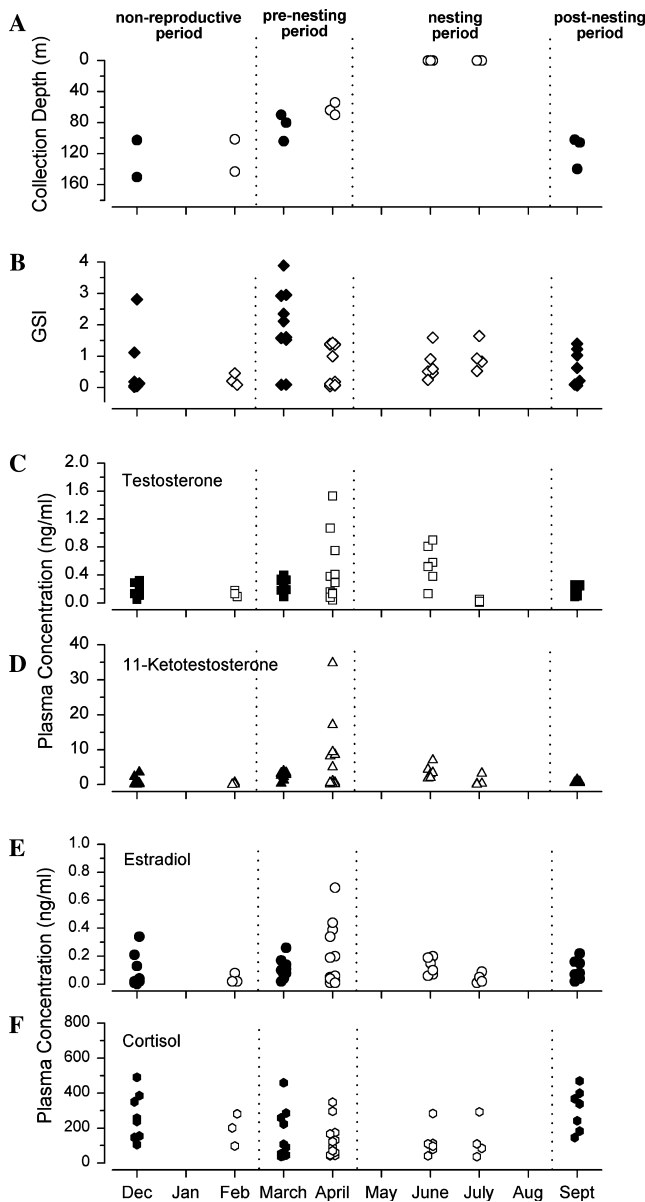 non-reproductive period
pre-nesting period
nesting period
post-nesting period
A
Collection Depth (m)
0
40
80
120
160
B
GSI
4
3
2
1
0
C
Plasma Concentration (ng/ml)
Testosterone
2.0
1.6
1.2
0.8
0.4
0.0
D
11-Ketotestosterone
40
30
20
10
0
E
Plasma Concentration (ng/ml)
Estradiol
1.0
0.8
0.6
0.4
0.2
0.0
F
Cortisol
800
600
400
200
0
Dec Jan Feb March April May June July Aug Sept